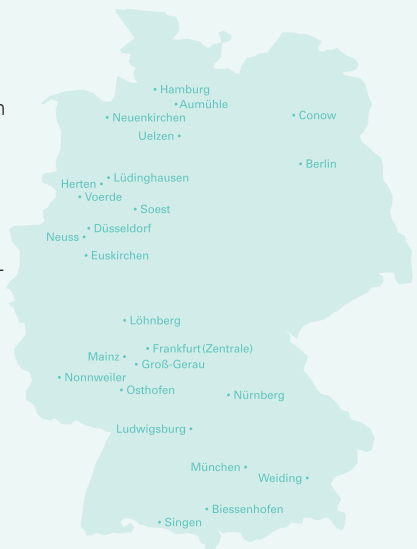 • Hamburg
• Aumühle
n
• Conow
• Neuenkirchen
Uelzen •
• Berlin
• Lüdinghausen
Herten •
• Voerde
• Soest
• Düsseldorf
Neuss •
• Euskirchen
-
• Löhnberg
• Frankfurt (Zentrale)
Mainz •
• Groß-Gerau
• Nonnweiler
• Osthofen
• Nürnberg
Ludwigsburg •
München •
Weiding •
• Biessenhofen
• Singen